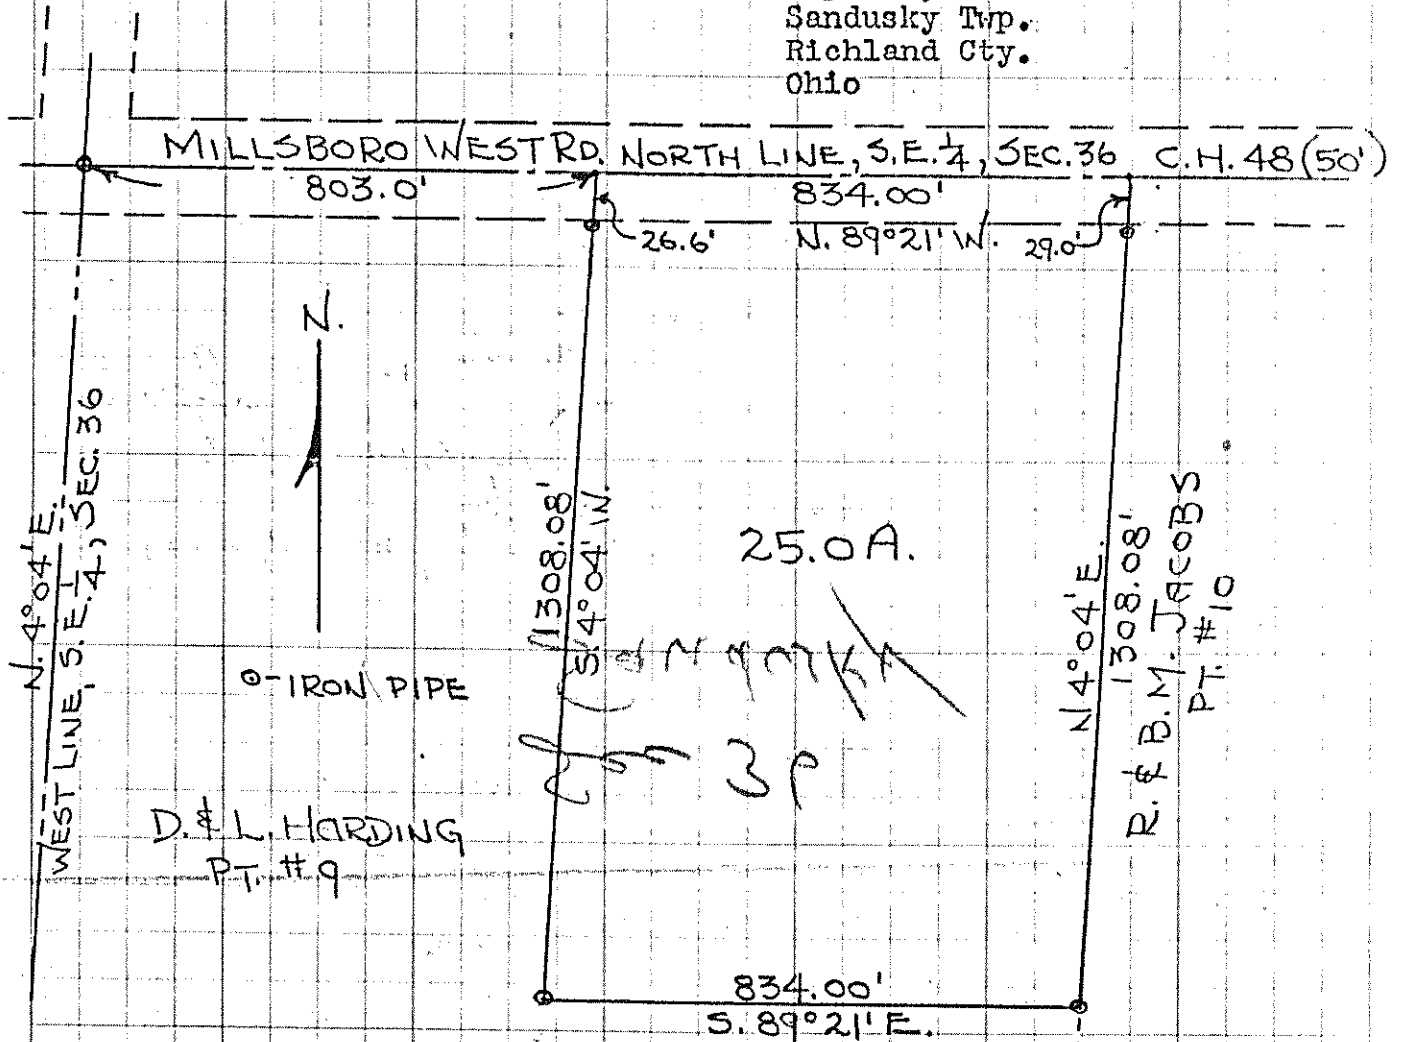 Sandusky Twp.
Richland Cty.
Ohio
MILLSBORO WEST RD. NORTH LINE, S.E. 1/4, SEC. 36 C.H. 48 (50')
803.0'
834.00'
26.6'
N. 89°21' W.
29.0'
N.
N. 4°04' E.
WEST LINE, S.E. 1/4, SEC. 36
1308.08'
S. 4°04' W.
25.0 A.
N 4°04' E.
1308.08'
R. & B.M. JACOBS
PT. #10
⊙-IRON PIPE
3 P
D. & L. HARDING
PT. #9
834.00'
S. 89°21' E.